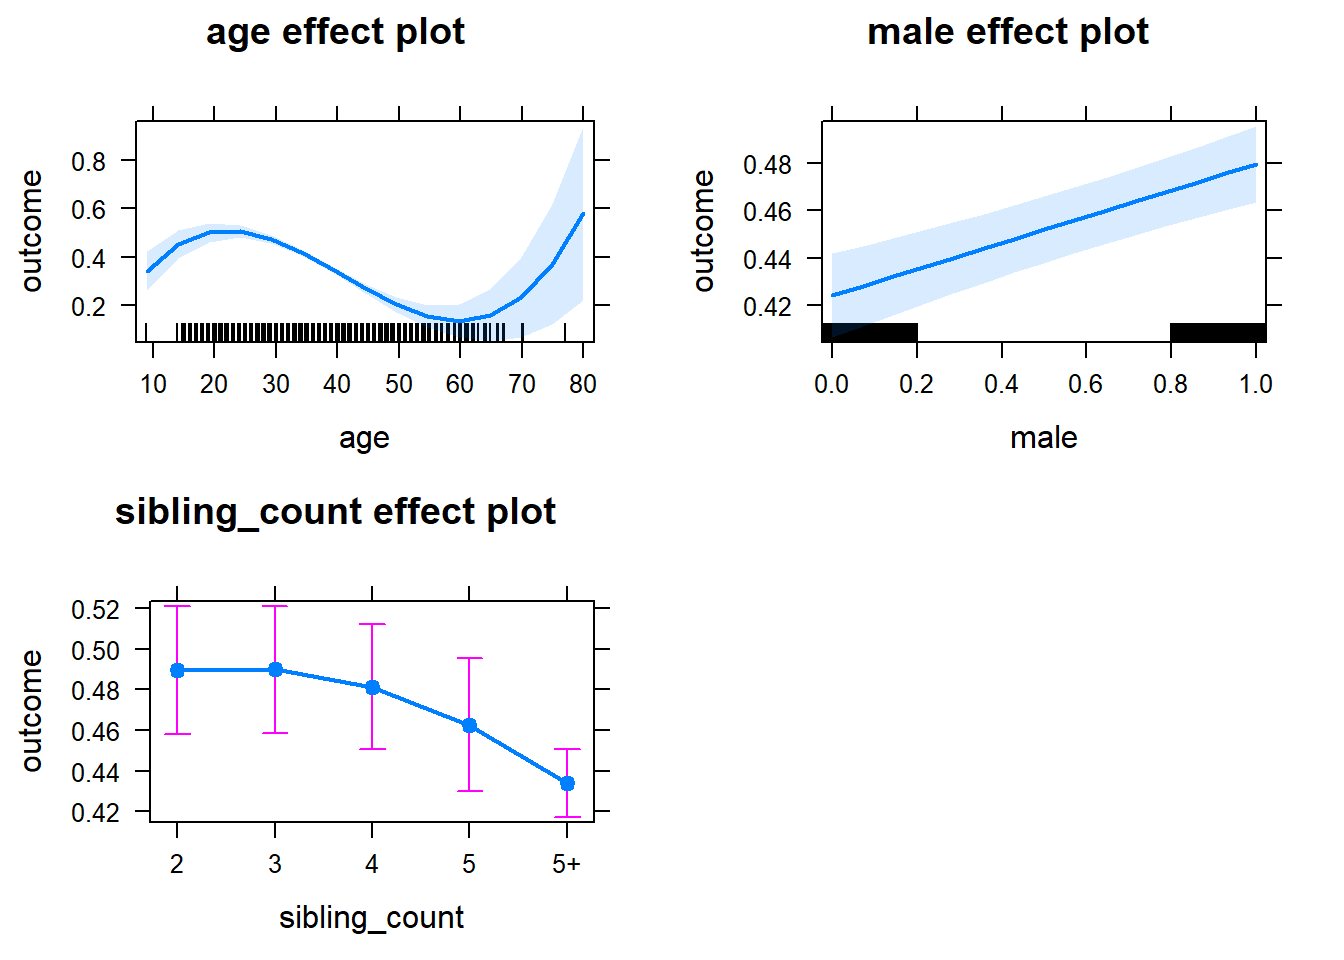 age effect plot
outcome
0.8
0.6
0.4
0.2
10 20 30 40 50 60 70 80
age
male effect plot
outcome
0.48
0.46
0.44
0.42
0.0 0.2 0.4 0.6 0.8 1.0
male
sibling_count effect plot
outcome
0.52
0.50
0.48
0.46
0.44
0.42
2 3 4 5 5+
sibling_count